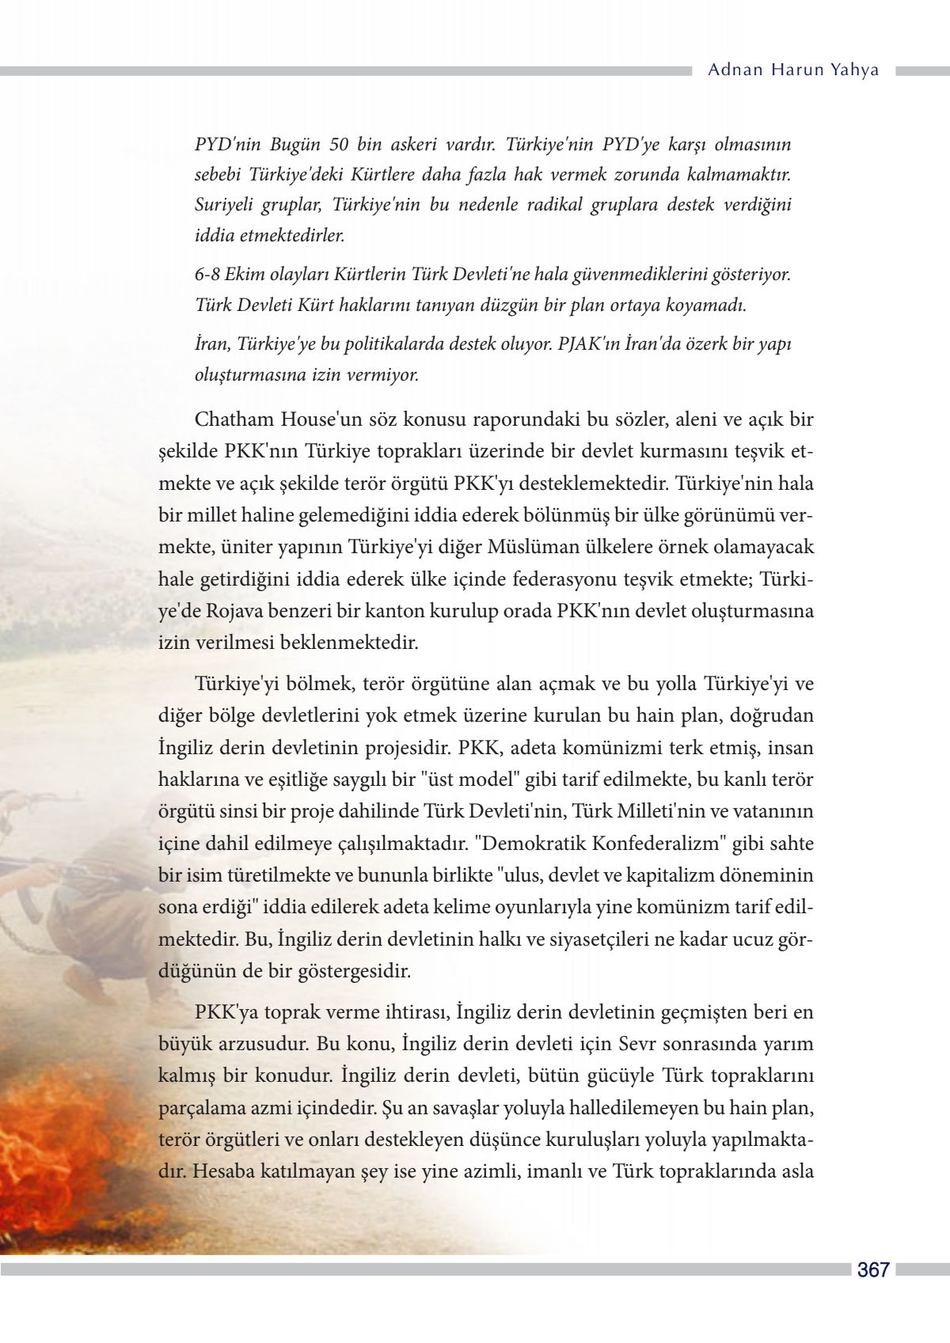 Adnan Harun Yahya
PYD'nin Bugün 50 bin askeri vardır. Türkiye'nin PYD'ye karşı olmasının
sebebi Türkiye'deki Kürtlere daha fazla hak vermek zorunda kalmamaktır.
Suriyeli gruplar, Türkiye'nin bu nedenle radikal gruplara destek verdiğini
iddia etmektedirler.
6-8 Ekim olayları Kürtlerin Türk Devleti'ne hala güvenmediklerini gösteriyor.
Türk Devleti Kürt haklarını tanıyan düzgün bir plan ortaya koyamadı.
İran, Türkiye'ye bu politikalarda destek oluyor. PJAK'ın İran'da özerk bir yapı
oluşturmasına izin vermiyor.
Chatham House'un söz konusu raporundaki bu sözler, aleni ve açık bir
şekilde PKK'nın Türkiye toprakları üzerinde bir devlet kurmasını teşvik et-
mekte ve açık şekilde terör örgütü PKK'yı desteklemektedir. Türkiye'nin hala
bir millet haline gelemediğini iddia ederek bölünmüş bir ülke görünümü ver-
mekte, üniter yapının Türkiye'yi diğer Müslüman ülkelere örnek olamayacak
hale getirdiğini iddia ederek ülke içinde federasyonu teşvik etmekte; Türki-
ye'de Rojava benzeri bir kanton kurulup orada PKK'nın devlet oluşturmasına
izin verilmesi beklenmektedir.
Türkiye'yi bölmek, terör örgütüne alan açmak ve bu yolla Türkiye'yi ve
diğer bölge devletlerini yok etmek üzerine kurulan bu hain plan, doğrudan
İngiliz derin devletinin projesidir. PKK, adeta komünizmi terk etmiş, insan
haklarına ve eşitliğe saygılı bir "üst model" gibi tarif edilmekte, bu kanlı terör
örgütü sinsi bir proje dahilinde Türk Devleti'nin, Türk Milleti'nin ve vatanının
içine dahil edilmeye çalışılmaktadır. "Demokratik Konfederalizm" gibi sahte
bir isim türetilmekte ve bununla birlikte "ulus, devlet ve kapitalizm döneminin
sona erdiği" iddia edilerek adeta kelime oyunlarıyla yine komünizm tarif edil-
mektedir. Bu, İngiliz derin devletinin halkı ve siyasetçileri ne kadar ucuz gör-
düğünün de bir göstergesidir.
PKK'ya toprak verme ihtirası, İngiliz derin devletinin geçmişten beri en
büyük arzusudur. Bu konu, İngiliz derin devleti için Sevr sonrasında yarım
kalmış bir konudur. İngiliz derin devleti, bütün gücüyle Türk topraklarını
parçalama azmi içindedir. Şu an savaşlar yoluyla halledilemeyen bu hain plan,
terör örgütleri ve onları destekleyen düşünce kuruluşları yoluyla yapılmakta-
dır. Hesaba katılmayan şey ise yine azimli, imanlı ve Türk topraklarında asla
367